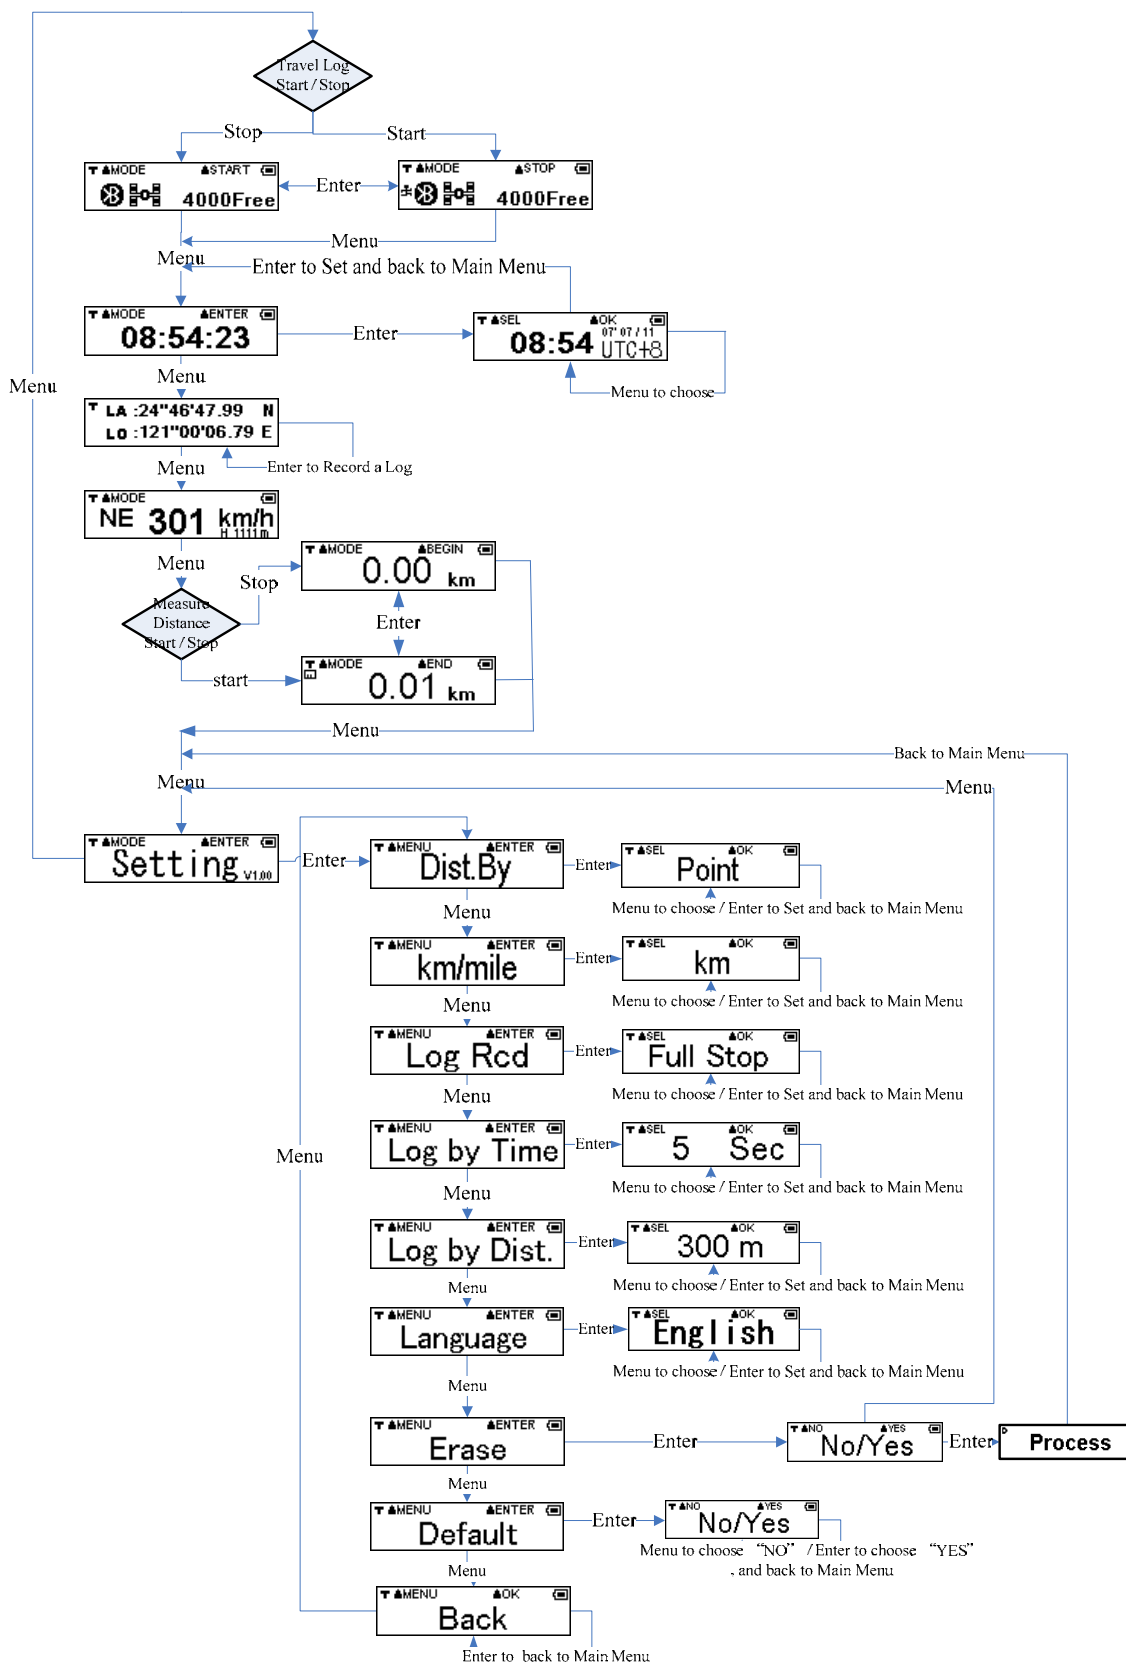 Travel Log
Start / Stop
Stop
Start
MODE START
4000Free
Enter
MODE STOP
4000Free
Menu
Menu
Enter to Set and back to Main Menu
MODE ENTER
08:54:23
Enter
SEL OK
08:54 07' 07 / 11
UTC+8
Menu to choose
Menu
Menu
LA :24"46'47.99 N
LO :121"00'06.79 E
Enter to Record a Log
Menu
MODE
NE 301 km/h
H 1111m
Menu
Measure
Distance
Start / Stop
Stop
MODE BEGIN
0.00 km
Enter
start
MODE END
0.01 km
Menu
Back to Main Menu
Menu
Menu
MODE ENTER
Setting V1.00
Enter
MENU ENTER
Dist.By
Enter
SEL OK
Point
Menu to choose / Enter to Set and back to Main Menu
Menu
MENU ENTER
km/mile
Enter
SEL OK
km
Menu to choose / Enter to Set and back to Main Menu
Menu
MENU ENTER
Log Rcd
Enter
SEL OK
Full Stop
Menu to choose / Enter to Set and back to Main Menu
Menu
MENU ENTER
Log by Time
Enter
SEL OK
5 Sec
Menu to choose / Enter to Set and back to Main Menu
Menu
Menu
MENU ENTER
Log by Dist.
Enter
SEL OK
300 m
Menu to choose / Enter to Set and back to Main Menu
Menu
MENU ENTER
Language
Enter
SEL OK
English
Menu to choose / Enter to Set and back to Main Menu
Menu
MENU ENTER
Erase
Enter
NO YES
No/Yes
Enter
Process
Menu
MENU ENTER
Default
Enter
NO YES
No/Yes
Menu to choose “NO” / Enter to choose “YES”
, and back to Main Menu
Menu
MENU OK
Back
Enter to back to Main Menu